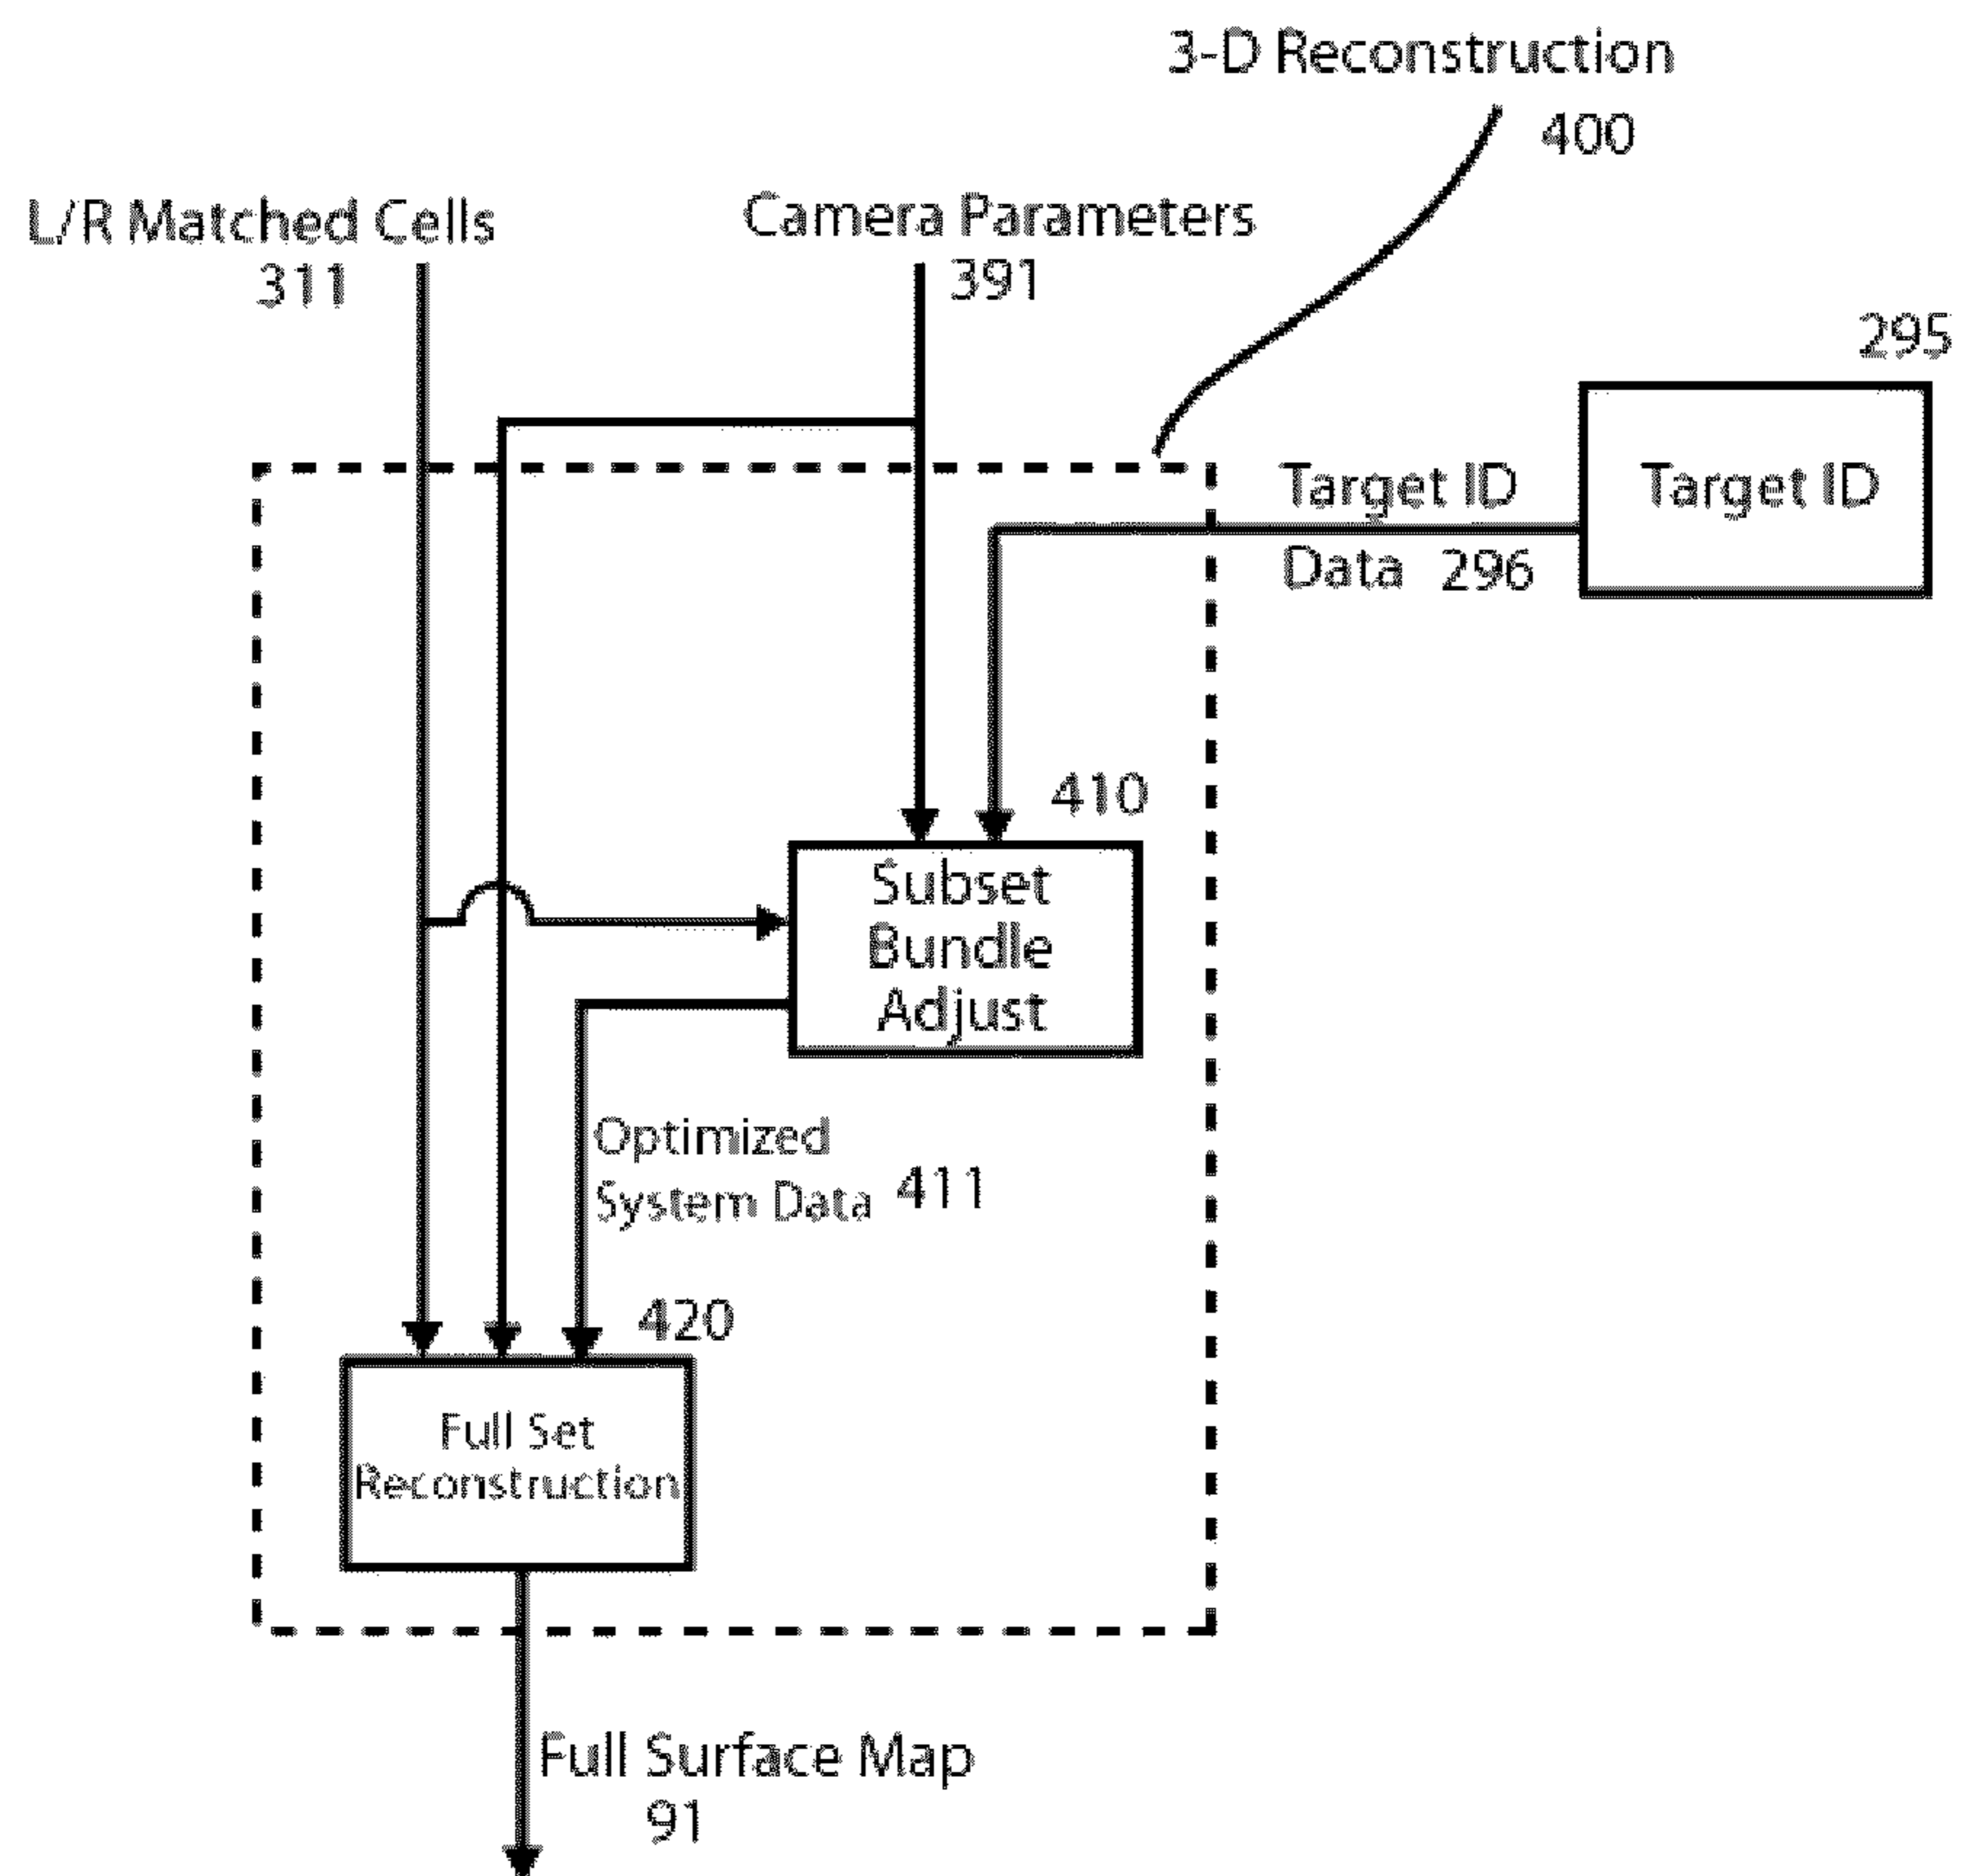 3-D Reconstruction
400
L/R Matched Cells
311
Camera Parameters
391
295
Target ID
Target ID
Data 296
410
Subset
Bundle
Adjust
Optimized
System Data 411
420
Full Set
Reconstruction
Full Surface Map
91